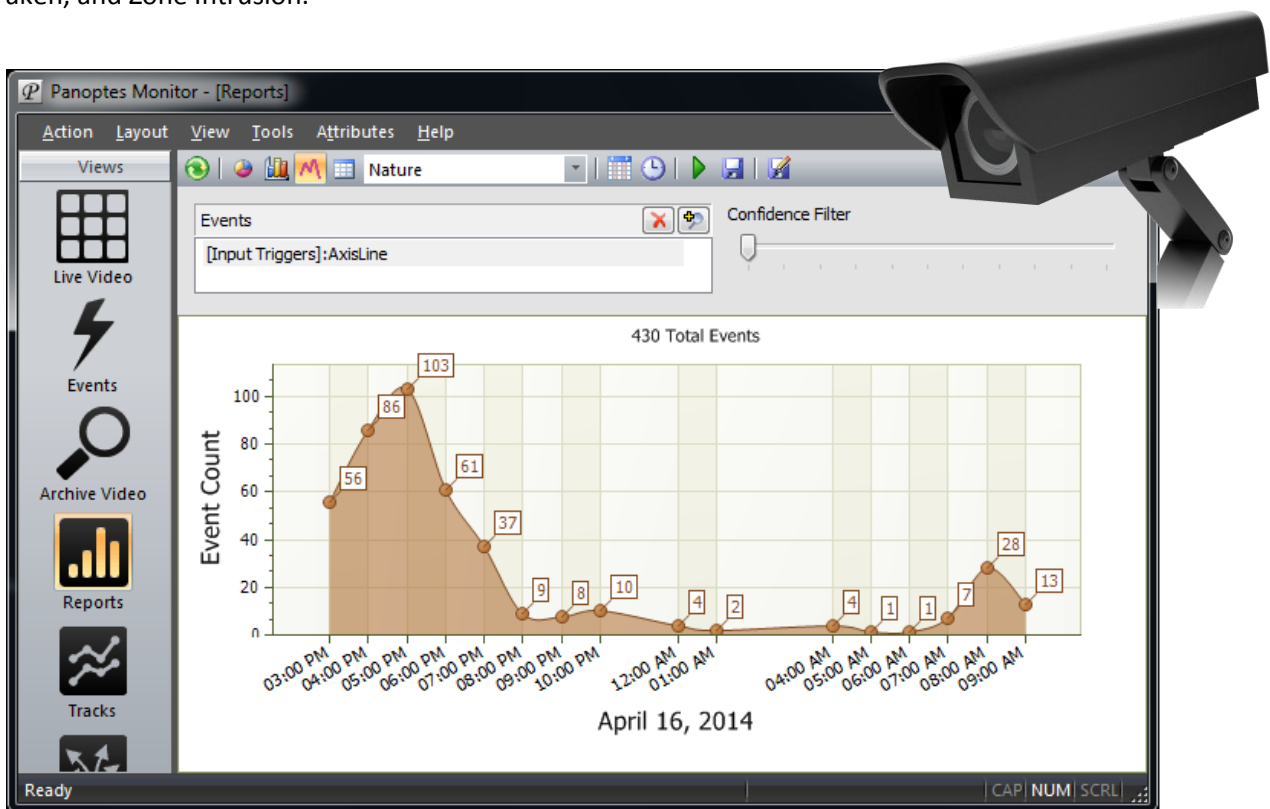 aken, and Zone Intrusion.
Panoptes Monitor - [Reports]
Action Layout View Tools Attributes Help
Views
Nature
Live Video
Events
Archive Video
Reports
Tracks
Events
[Input Triggers]:AxisLine
Confidence Filter
430 Total Events
Event Count
100
80
60
40
20
0
56
86
103
61
37
9
8
10
4
2
4
1
1
7
28
13
03:00 PM
04:00 PM
05:00 PM
06:00 PM
07:00 PM
08:00 PM
09:00 PM
10:00 PM
12:00 AM
01:00 AM
04:00 AM
05:00 AM
06:00 AM
07:00 AM
08:00 AM
09:00 AM
April 16, 2014
Ready
CAP NUM SCRL